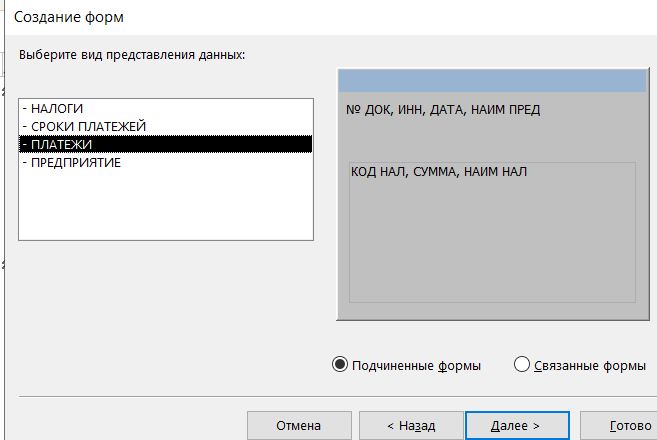 Создание форм
Выберите вид представления данных:
- НАЛОГИ
- СРОКИ ПЛАТЕЖЕЙ
- ПЛАТЕЖИ
- ПРЕДПРИЯТИЕ
№ ДОК, ИНН, ДАТА, НАИМ ПРЕД
КОД НАЛ, СУММА, НАИМ НАЛ
Подчиненные формы
Связанные формы
Отмена
< Назад
Далее >
Готово